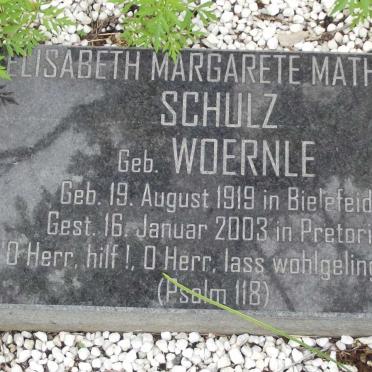 ELISABETH MARGARETE MATH
SCHULZ
Geb. WOERNLE
Geb. 19. August 1919 in Bielefeld
Gest. 16. Januar 2003 in Pretori
'O Herr, hilf !, O Herr, lass wohlgeling
(Psalm 118)